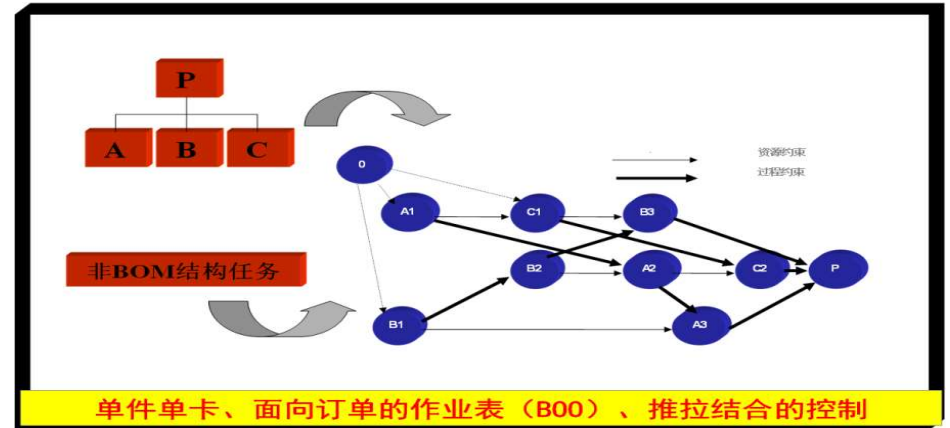 P
A B C
0
资源约束
过程约束
A1 C1 B3
非BOM结构任务
B2 A2 C2 P
B1 A3
单件单卡、面向订单的作业表（BOO）、推拉结合的控制